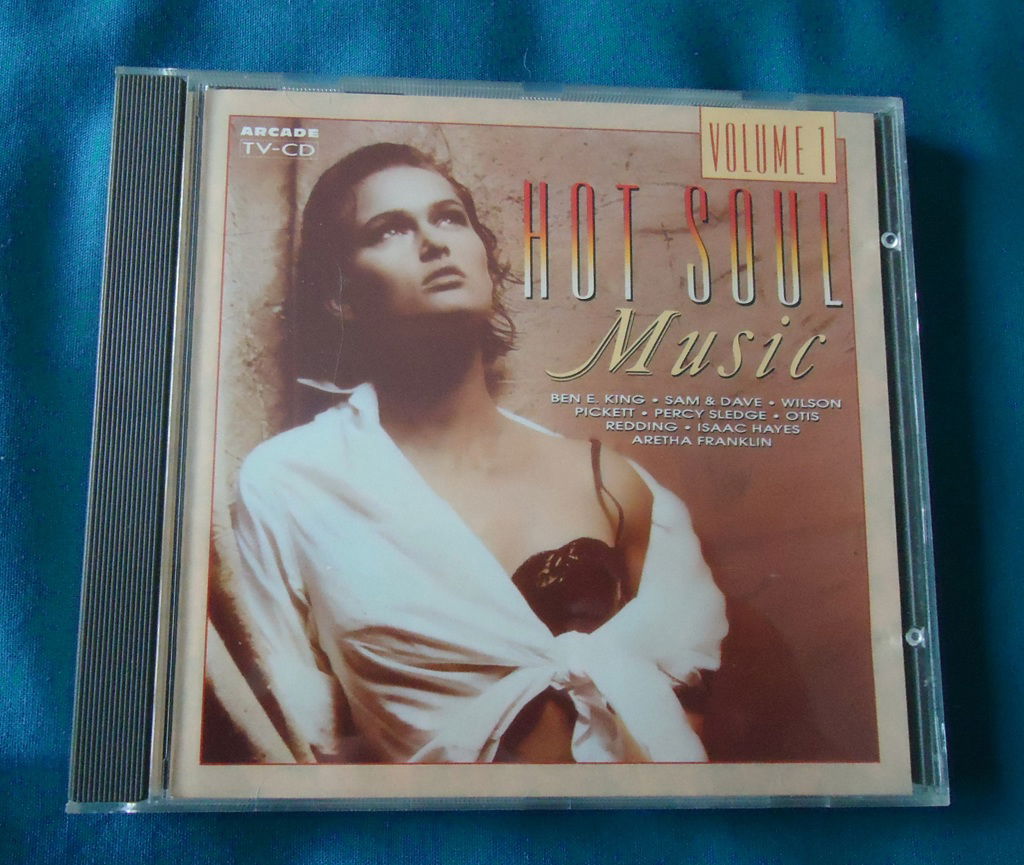 ARCADE
TV-CD
VOLUME 1
HOT SOUL
Music
BEN E. KING • SAM & DAVE • WILSON
PICKETT • PERCY SLEDGE • OTIS
REDDING • ISAAC HAYES
ARETHA FRANKLIN